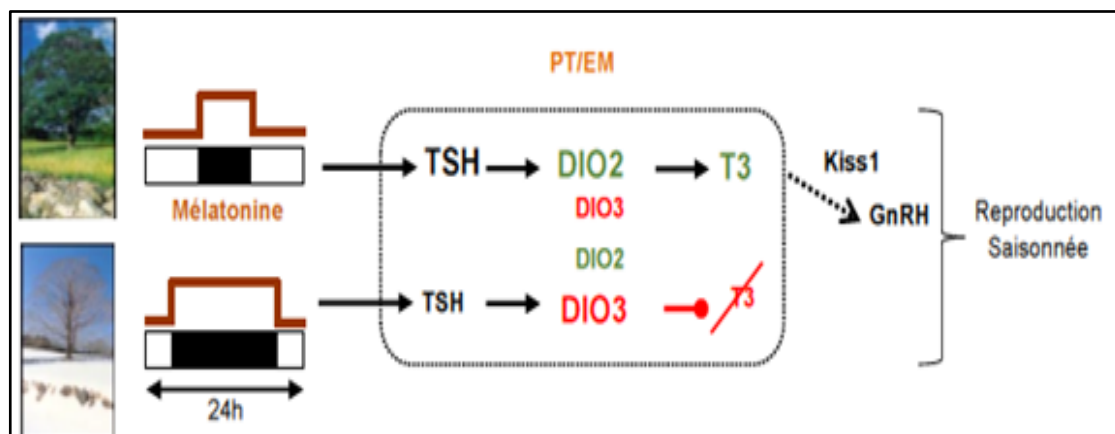 PT/EM
TSH
DIO2
T3
DIO3
Mélatonine
Kiss1
GnRH
Reproduction
Saisonnée
DIO2
TSH
DIO3
T3
24h